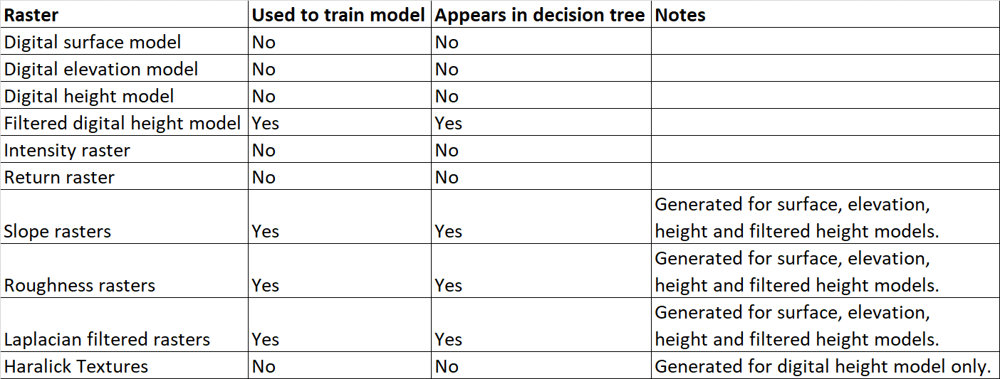 Raster Used to train model Appears in decision tree Notes
Digital surface model No No
Digital elevation model No No
Digital height model No No
Filtered digital height model Yes Yes
Intensity raster No No
Return raster No No
Generated for surface, elevation,
Slope rasters Yes Yes height and filtered height models.
Generated for surface, elevation,
Roughness rasters Yes Yes height and filtered height models.
Generated for surface, elevation,
Laplacian filtered rasters Yes Yes height and filtered height models.
Haralick Textures No No Generated for digital height model only.